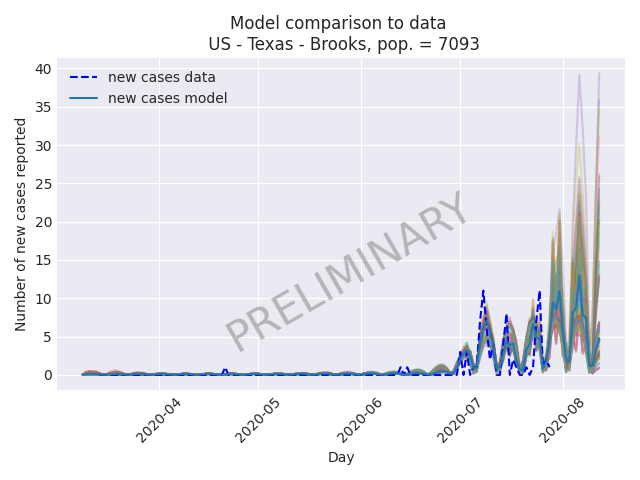 Model comparison to data
US - Texas - Brooks, pop. = 7093
new cases data
new cases model
Number of new cases reported
40
35
30
25
20
15
10
5
0
PRELIMINARY
2020-04
2020-05
2020-06
2020-07
2020-08
Day